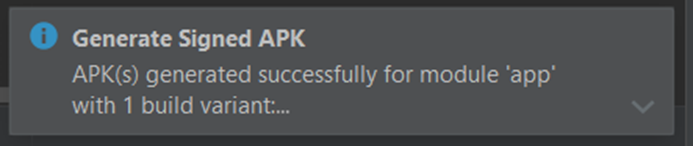 Generate Signed APK
APK(s) generated successfully for module 'app'
with 1 build variant:...